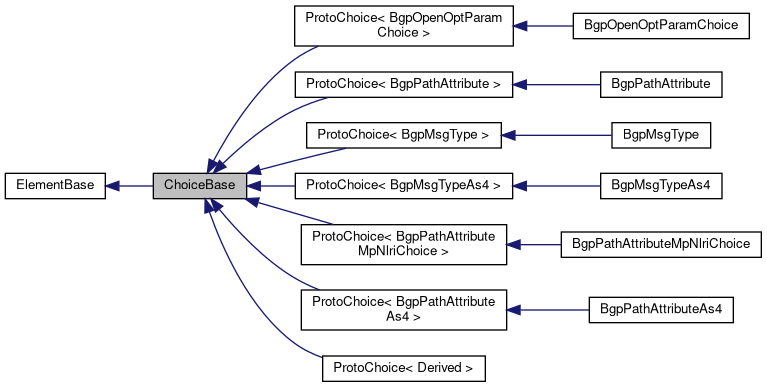 ProtoChoice< BgpOpenOptParam
Choice >
BgpOpenOptParamChoice
ProtoChoice< BgpPathAttribute >
BgpPathAttribute
ProtoChoice< BgpMsgType >
BgpMsgType
ElementBase
ChoiceBase
ProtoChoice< BgpMsgTypeAs4 >
BgpMsgTypeAs4
ProtoChoice< BgpPathAttribute
MpNlriChoice >
BgpPathAttributeMpNlriChoice
ProtoChoice< BgpPathAttribute
As4 >
BgpPathAttributeAs4
ProtoChoice< Derived >